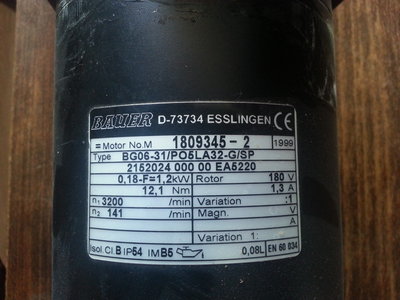 BAUER D-73734 ESSLINGEN CE
=Motor No.M 1809345-2 1999
Type BG06-31/PO5LA32-G/SP
2152024 000 00 EA5220
0,18-F=1,2kW Rotor 180 V
12,1 Nm 1,3 A
n1 3200 /min Variation :1
n2 141 /min Magn. V
A
Variation 1:
Isol.Cl.B IP54 IM B5 0,08L EN 60 034